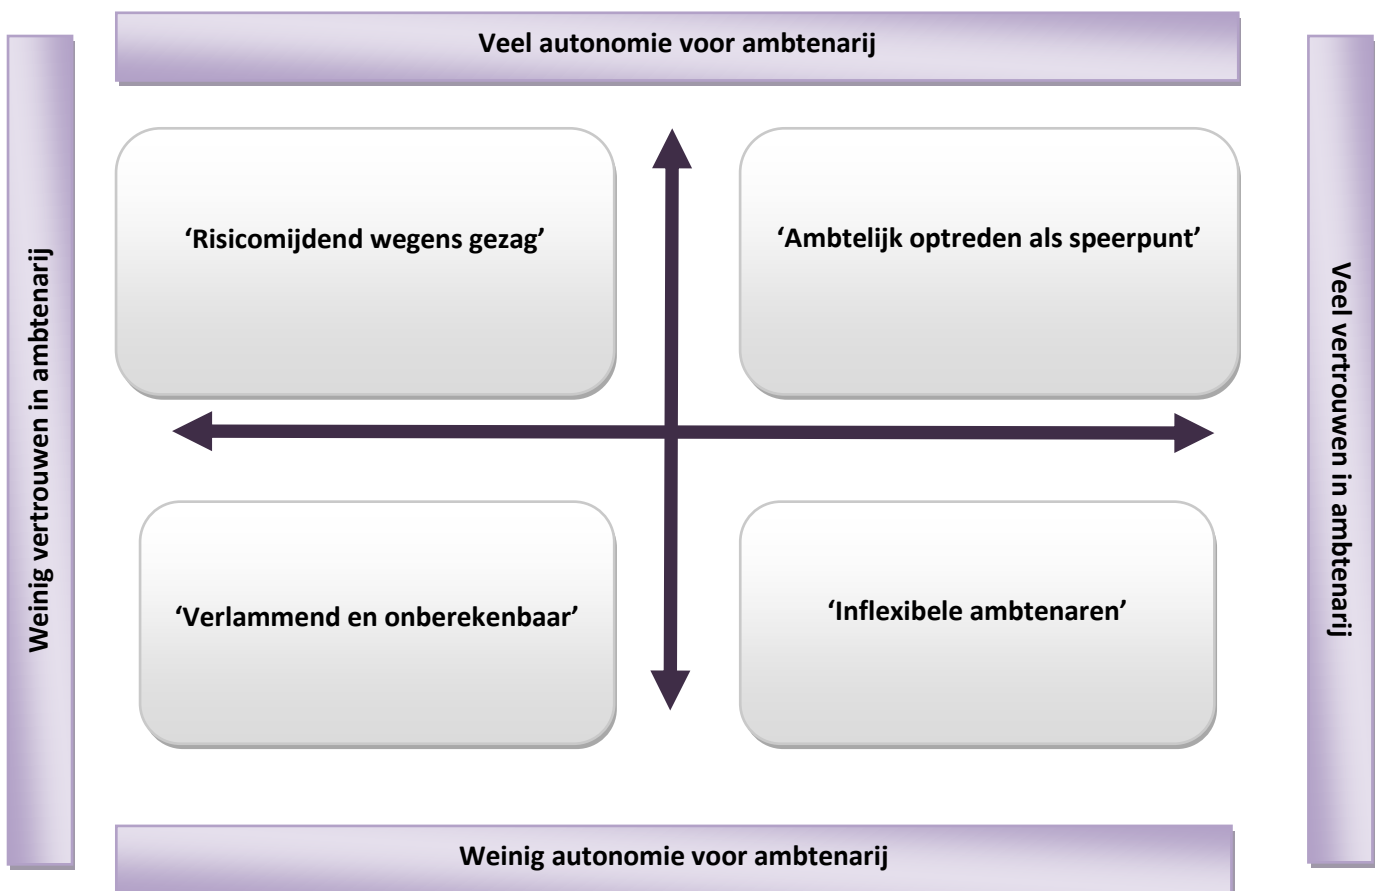 Veel autonomie voor ambtenarij
Weinig vertrouwen in ambtenarij
Veel vertrouwen in ambtenarij
‘Risicomijdend wegens gezag’
‘Ambtelijk optreden als speerpunt’
‘Verlammend en onberekenbaar’
‘Inflexibele ambtenaren’
Weinig autonomie voor ambtenarij